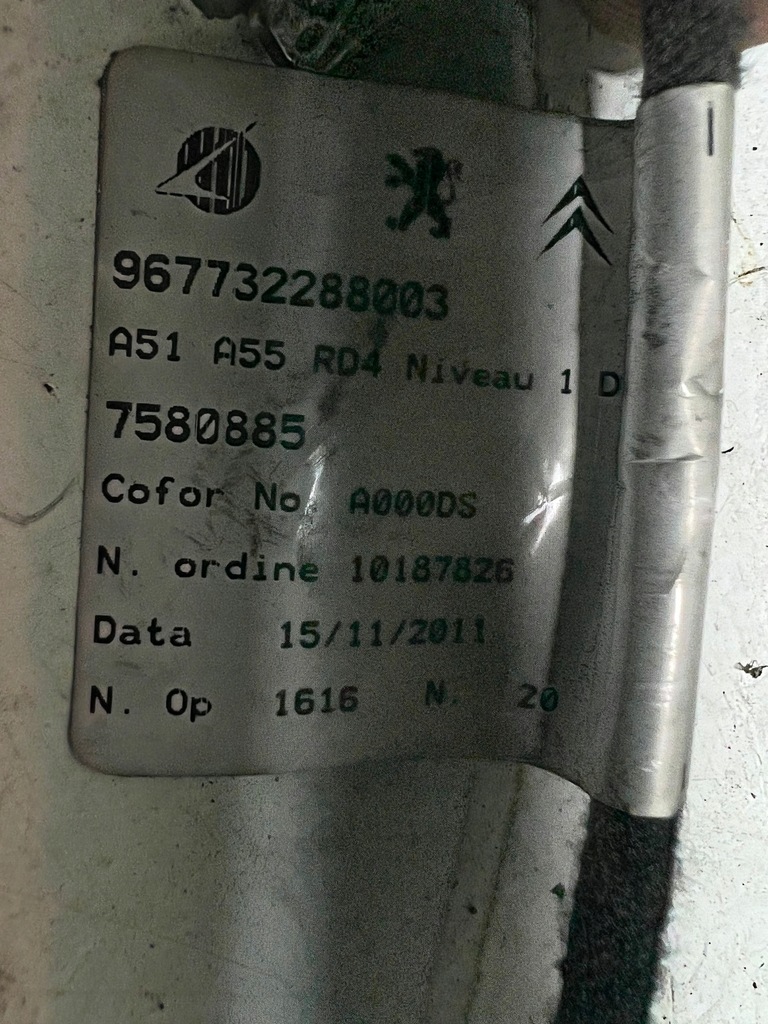 967732288003
A51 A55 RD4 Niveau 1 D
7580885
Cofor No A000DS
N. ordine 10187826
Data 15/11/2011
N. Op 1616 N. 20